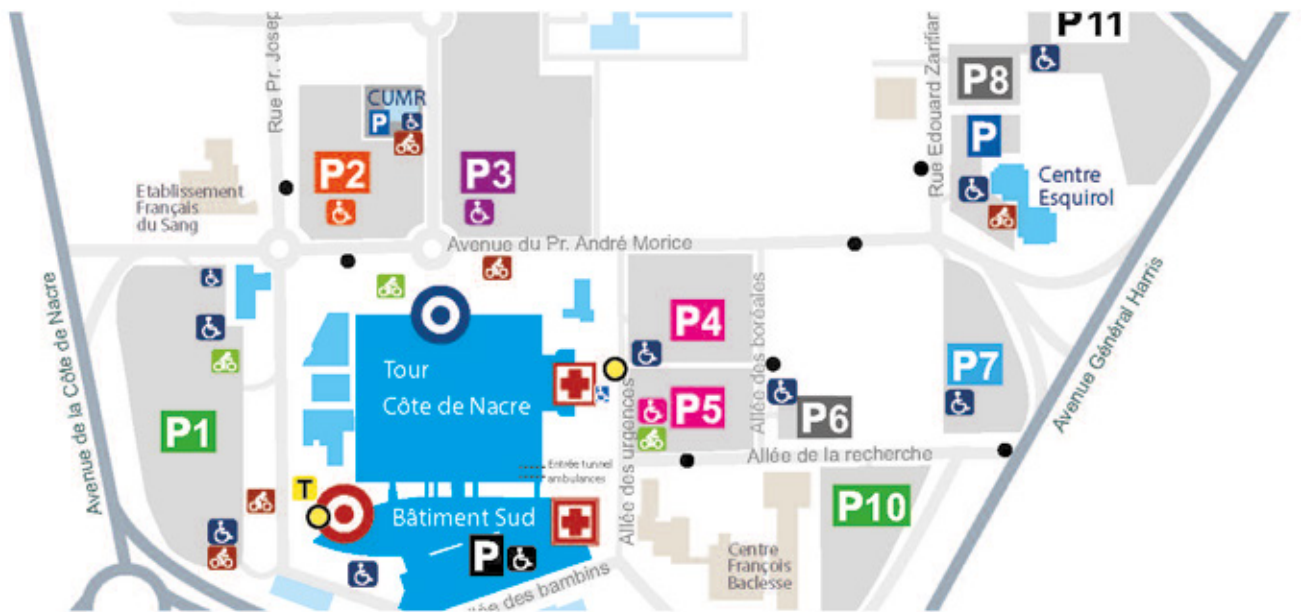 P11
Rue Pr. Josep
CUMR
P
P8
Rue Edouard Zarifian
P
P2
P3
Centre
Esquirol
Etablissement
Français
du Sang
Avenue du Pr. André Morice
Avenue de la Côte de Nacre
P4
Allée des boréales
Avenue Général Harris
Tour
Côte de Nacre
P7
P1
P5
P6
Allée des urgences
Allée de la recherche
Entrée tunnel
ambulances
T
Bâtiment Sud
P10
P
Centre
François
Baclesse
llée des bambins